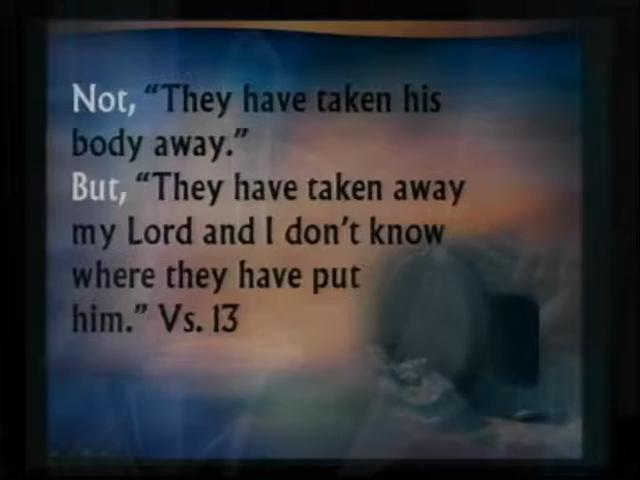 Not, “They have taken his
body away.”
But, “They have taken away
my Lord and I don’t know
where they have put
him.” Vs. 13